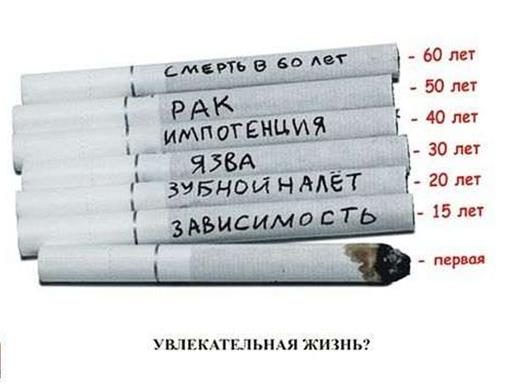 СМЕРТЬ В 60 ЛЕТ - 60 лет
РАК - 50 лет
ИМПОТЕНЦИЯ - 40 лет
ЯЗВА - 30 лет
ЗУБНОЙ НАЛЁТ - 20 лет
ЗАВИСИМОСТЬ - 15 лет
- первая
УВЛЕКАТЕЛЬНАЯ ЖИЗНЬ?